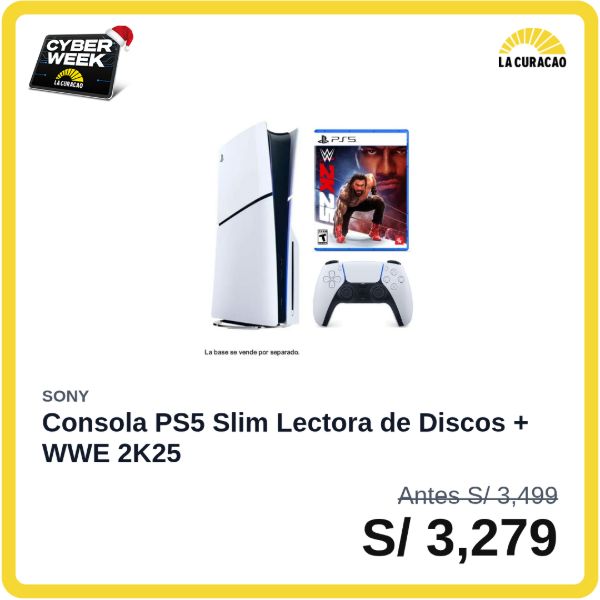 CYBER
WEEK
LA CURACAO
LA CURACAO
PS5
W
2K25
T
2K
La base se vende por separado.
SONY
Consola PS5 Slim Lectora de Discos +
WWE 2K25
Antes S/ 3,499
S/ 3,279